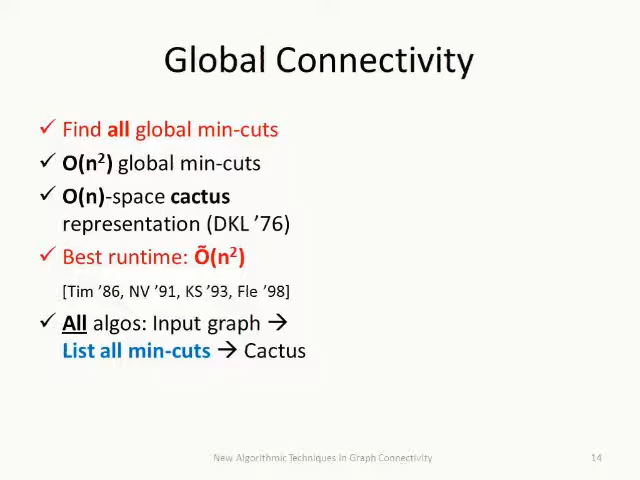 Global Connectivity
✓ Find all global min-cuts
✓ O(n²) global min-cuts
✓ O(n)-space cactus
representation (DKL ’76)
✓ Best runtime: Õ(n²)
[Tim ’86, NV ’91, KS ’93, Fle ’98]
✓ All algos: Input graph →
List all min-cuts → Cactus
New Algorithmic Techniques in Graph Connectivity
14